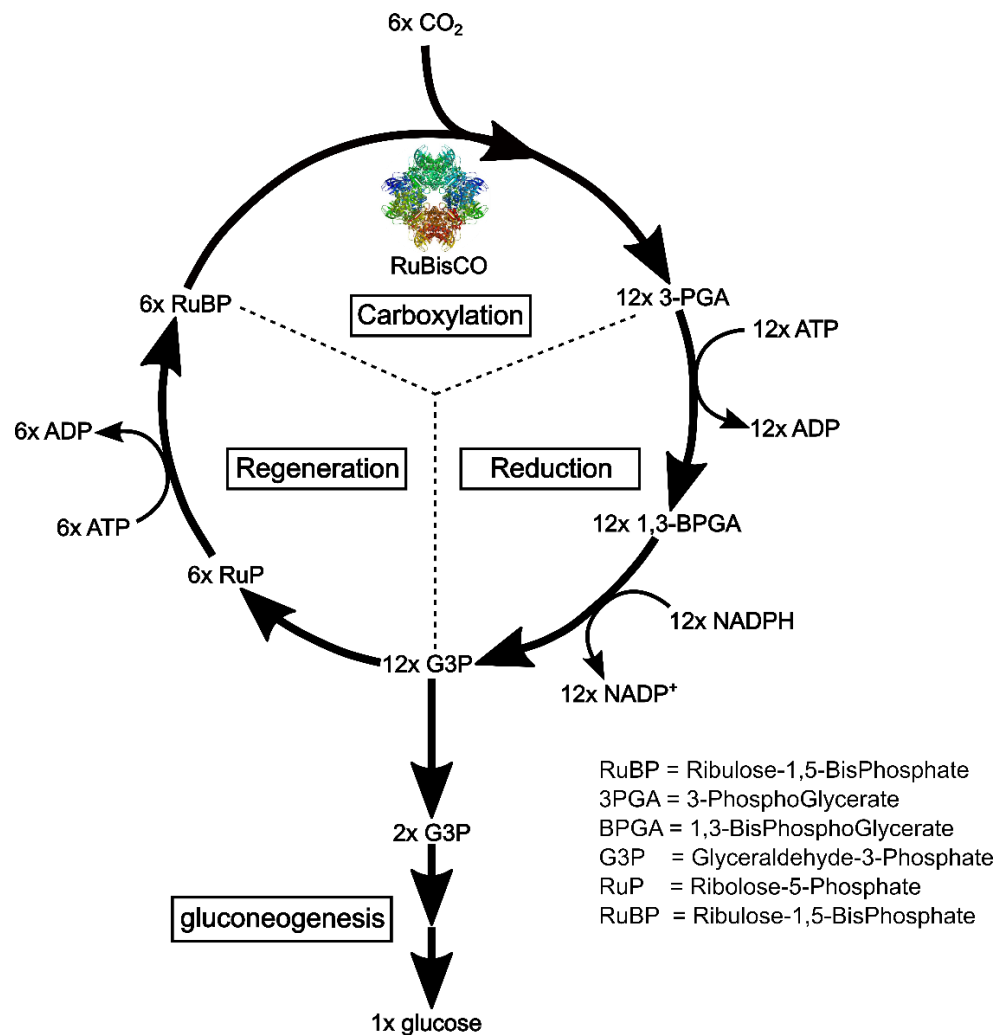 6x CO₂
RuBisCO
Carboxylation
6x RuBP
12x 3-PGA
12x ATP
12x ADP
6x ADP
6x ATP
Regeneration
Reduction
12x 1,3-BPGA
6x RuP
12x NADPH
12x G3P
12x NADP⁺
2x G3P
gluconeogenesis
1x glucose
RuBP = Ribulose-1,5-BisPhosphate
3PGA = 3-PhosphoGlycerate
BPGA = 1,3-BisPhosphoGlycerate
G3P = Glyceraldehyde-3-Phosphate
RuP = Ribolose-5-Phosphate
RuBP = Ribulose-1,5-BisPhosphate